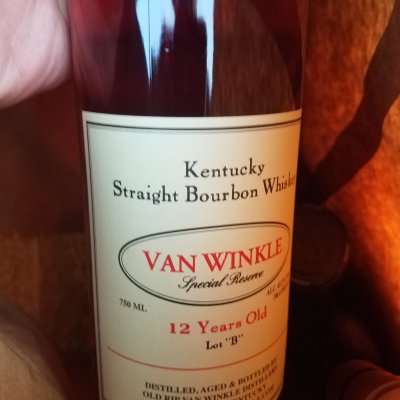 Kentucky
Straight Bourbon
VAN WINKLE
Special Reserve
750 ML
12 Years Old
Lot "B"
DISTILLED, AGED & BOTTLED BY
OLD RIP VAN WINKLE DISTILLERY